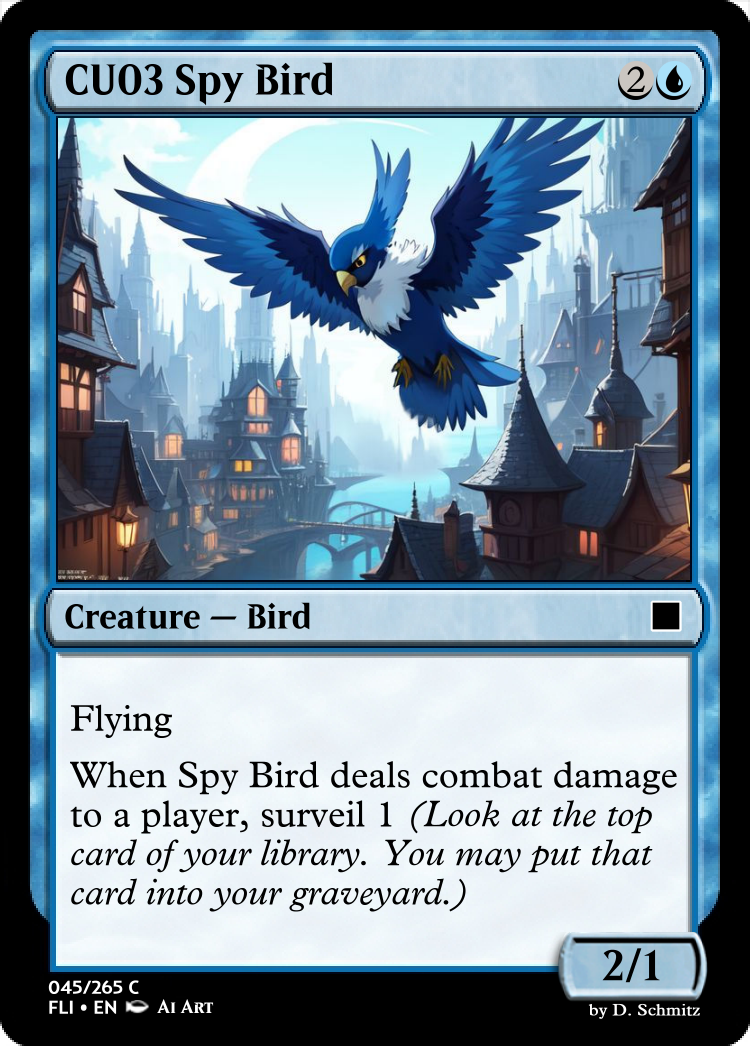 CU03 Spy Bird
2
Creature — Bird
Flying
When Spy Bird deals combat damage
to a player, surveil 1 (Look at the top
card of your library. You may put that
card into your graveyard.)
2/1
045/265 C
FLI • EN AI ART
by D. Schmitz